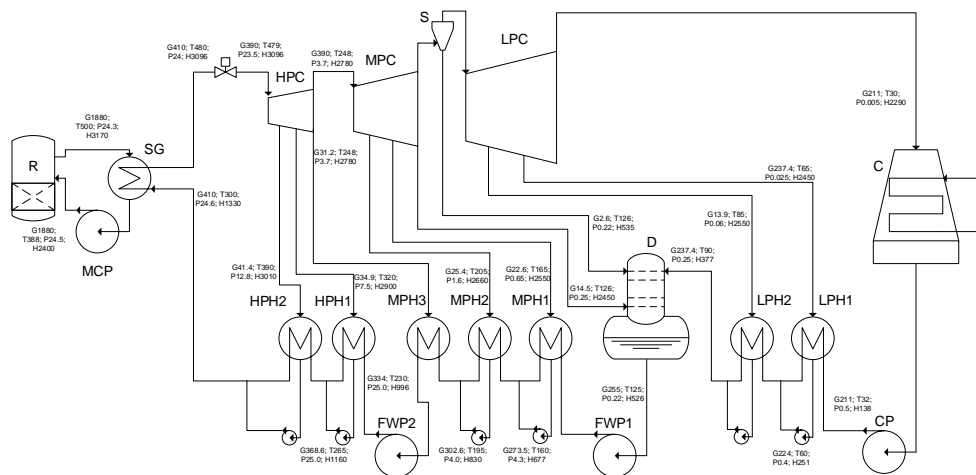 S
LPC
G410; T480;
P24; H3096
G390; T479;
P23.5; H3096
G390; T248;
P3.7; H2780
MPC
HPC
G211; T30;
P0.005; H2290
G1880;
T500; P24.3;
H3170
SG
R
G31.2; T248;
P3.7; H2780
G237.4; T65;
P0.025; H2450
C
G410; T300;
P24.6; H1330
G1880;
T388; P24.5;
H2400
MCP
G13.9; T85;
P0.06; H2550
G2.6; T126;
P0.22; H535
D
G237.4; T90;
P0.25; H377
G41.4; T390;
P12.8; H3010
G34.9; T320;
P7.5; H2900
G25.4; T205;
P1.6; H2660
G22.6; T165;
P0.65; H2550
G14.5; T126;
P0.25; H2450
HPH2
HPH1
MPH3
MPH2
MPH1
LPH2
LPH1
G334; T230;
P25.0; H996
G255; T125;
P0.22; H526
G211; T32;
P0.5; H138
FWP2
FWP1
CP
G368.6; T265;
P25.0; H1160
G302.6; T195;
P4.0; H830
G273.5; T160;
P4.3; H677
G224; T60;
P0.4; H251